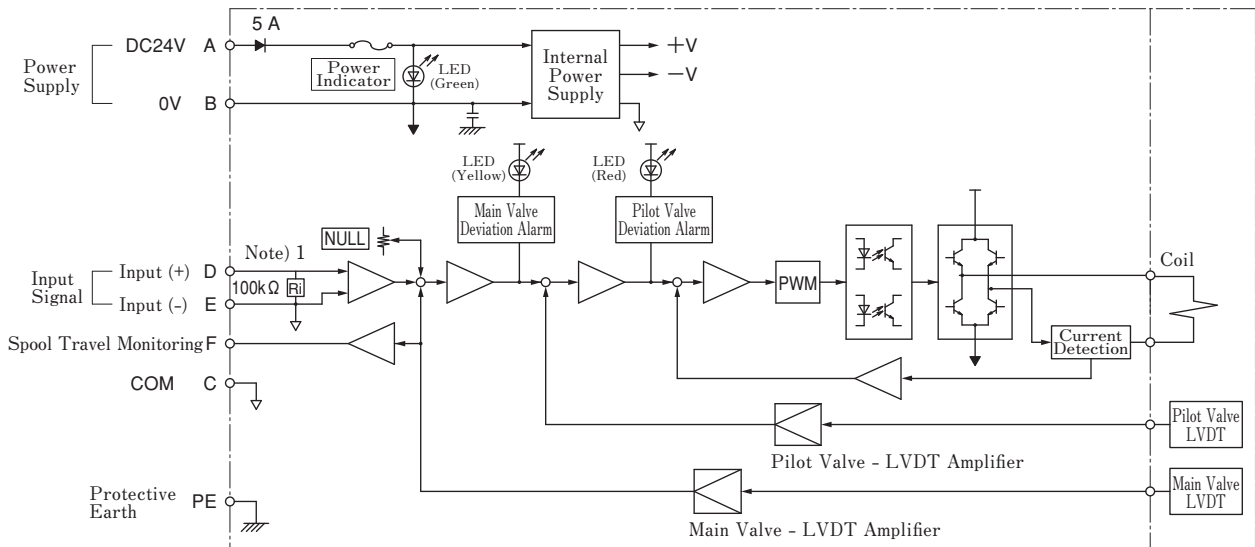 5 A
DC24V A
Power
Supply
0V B
Power
Indicator
LED
(Green)
Internal
Power
Supply
+V
−V
LED
(Yellow)
LED
(Red)
Main Valve
Deviation Alarm
Pilot Valve
Deviation Alarm
NULL
Note) 1
Input
Signal
Input (+) D
100kΩ Ri
Input (-) E
PWM
Coil
Current
Detection
Spool Travel Monitoring F
COM C
Pilot Valve
LVDT
Pilot Valve - LVDT Amplifier
Main Valve
LVDT
Main Valve - LVDT Amplifier
Protective
Earth
PE